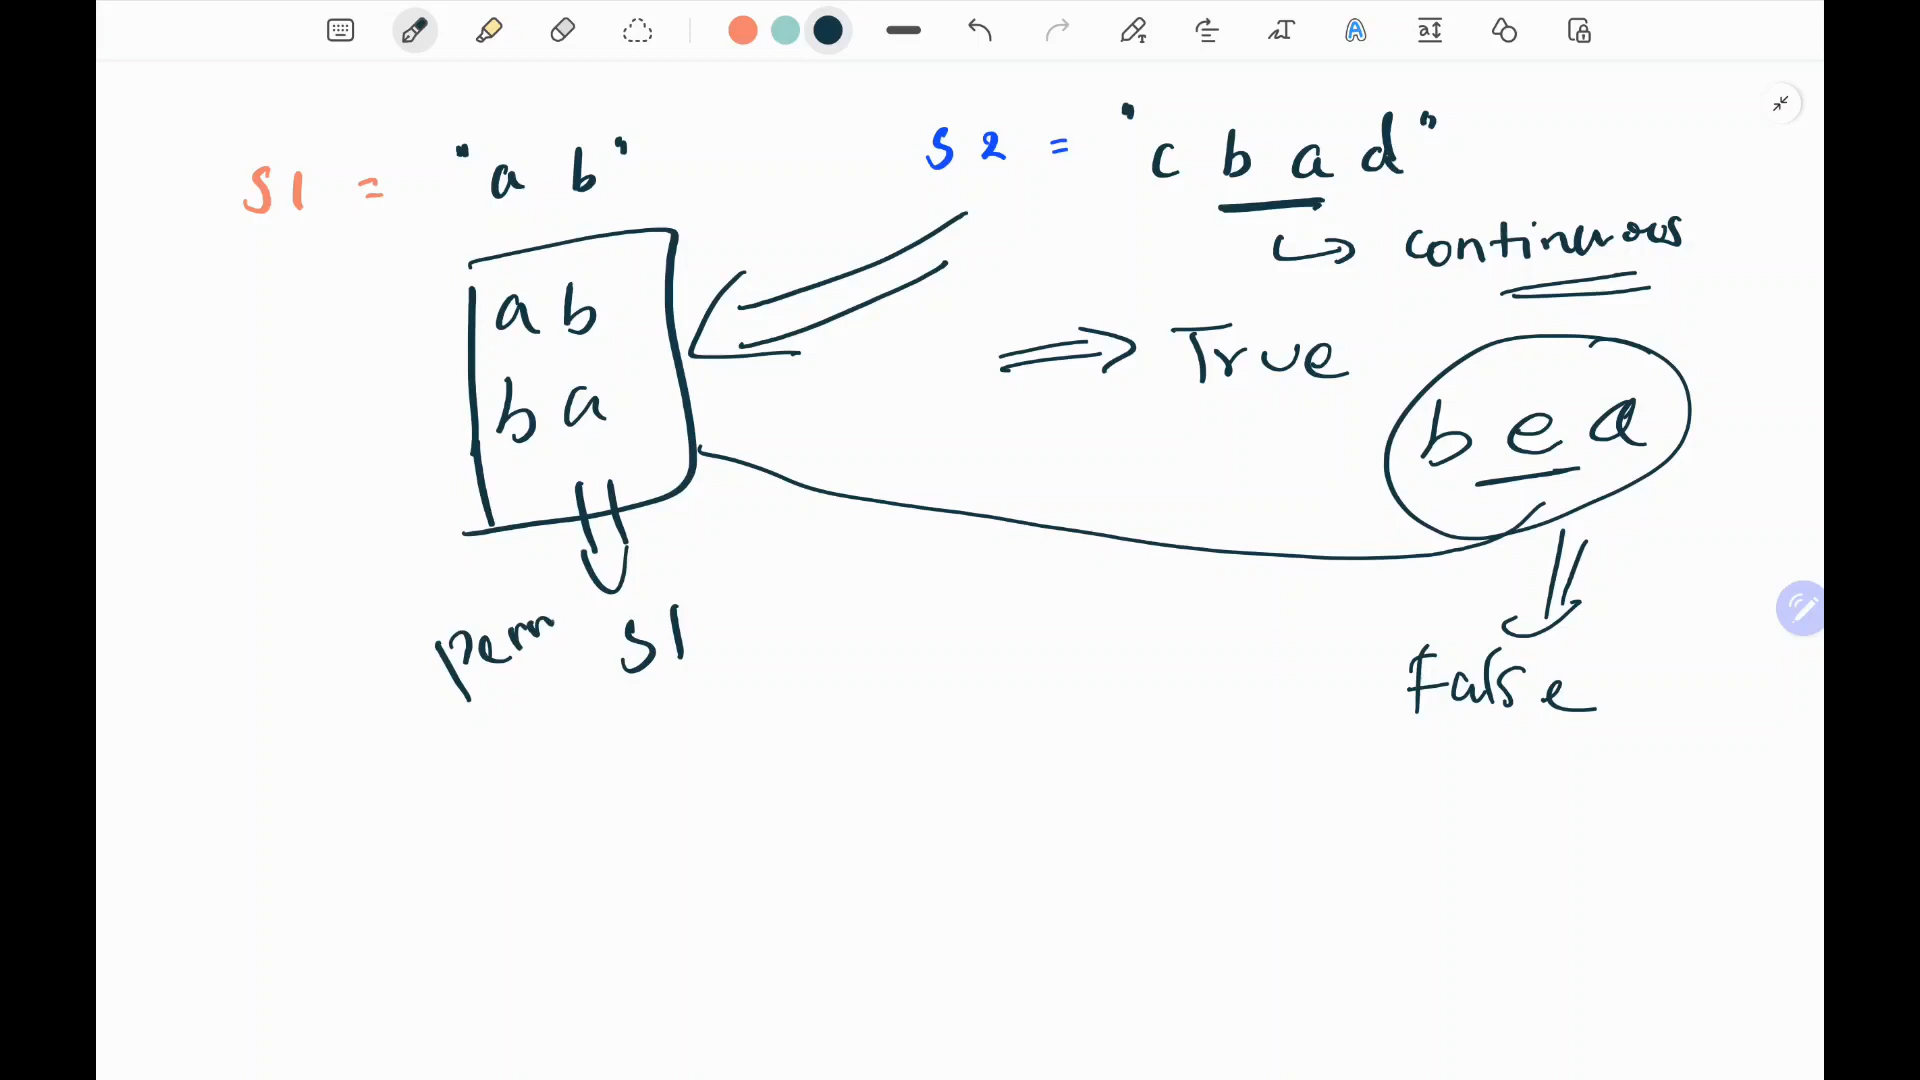 S1 = "a b"
S2 = "c b a d"
continuous
a b
b a
True
b e a
perm S1
False